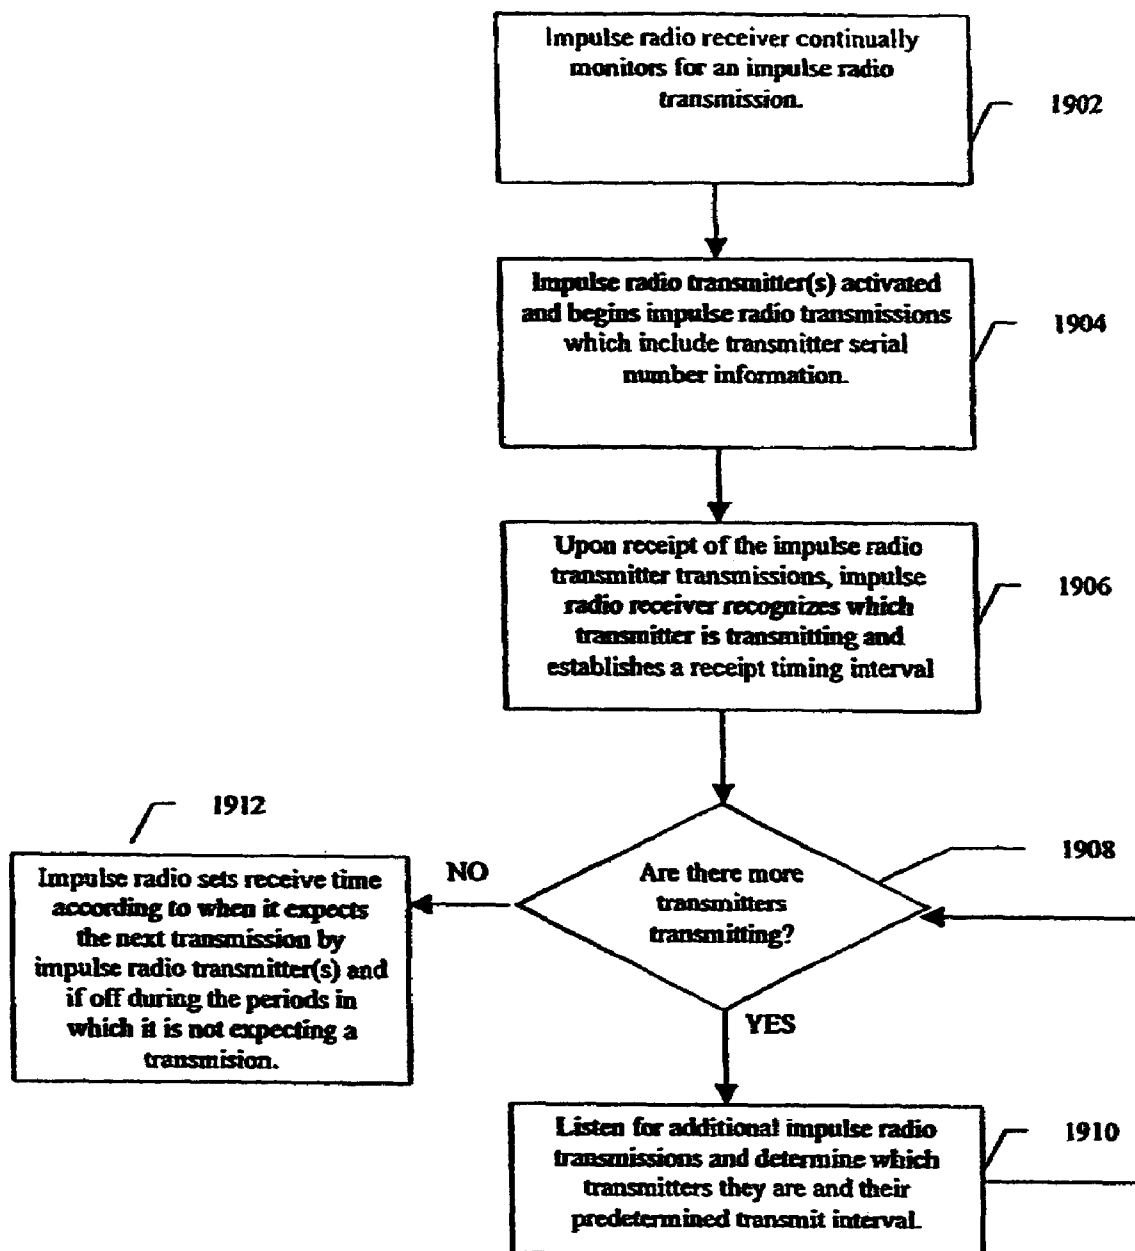 Impulse radio receiver continually
monitors for an impulse radio
transmission.
1902
Impulse radio transmitter(s) activated
and begins impulse radio transmissions
which include transmitter serial
number information.
1904
Upon receipt of the impulse radio
transmitter transmissions, impulse
radio receiver recognizes which
transmitter is transmitting and
establishes a receipt timing interval
1906
Are there more
transmitters
transmitting?
1908
NO
YES
1912
Impulse radio sets receive time
according to when it expects
the next transmission by
impulse radio transmitter(s) and
if off during the periods in
which it is not expecting a
transmision.
Listen for additional impulse radio
transmissions and determine which
transmitters they are and their
predetermined transmit interval.
1910